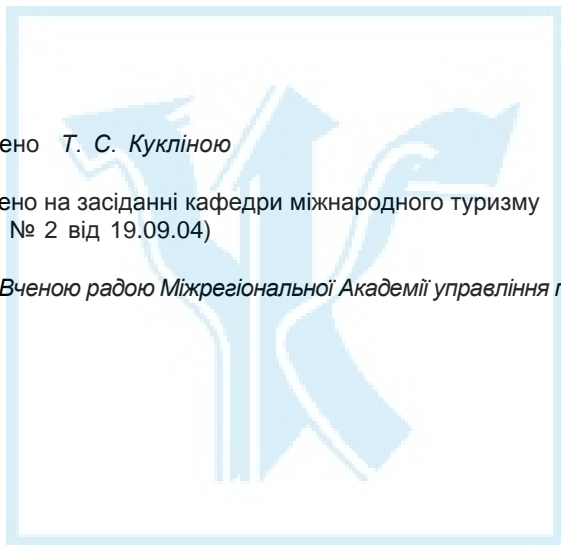 ено Т. С. Кукліною
ено на засіданні кафедри міжнародного туризму
№ 2 від 19.09.04)
Вченою радою Міжрегіональної Академії управління п